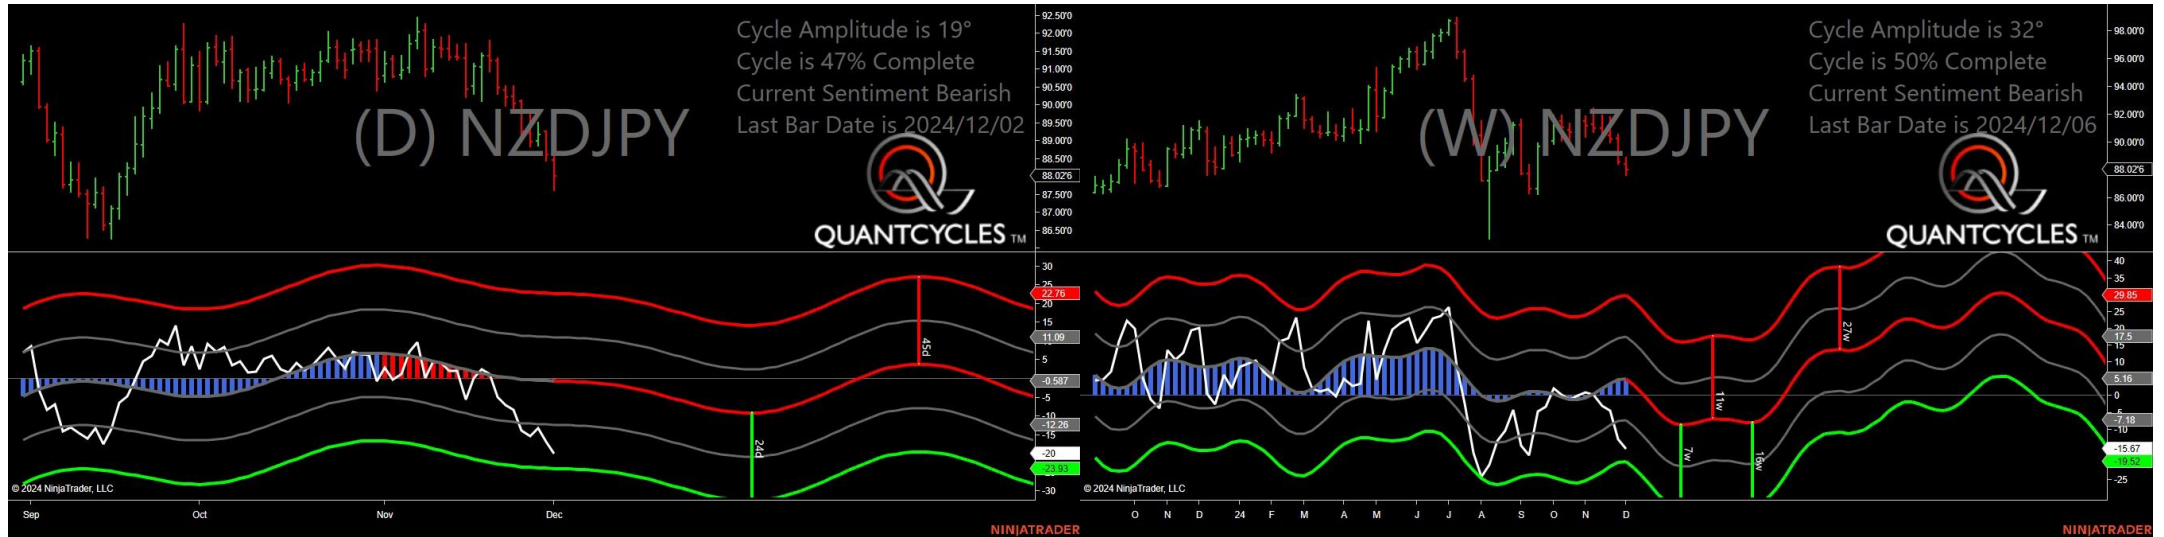 Cycle Amplitude is 19°
Cycle is 47% Complete
Current Sentiment Bearish
Last Bar Date is 2024/12/02
(D) NZDJPY
QUANTCYCLES TM
92.50'0
92.00'0
91.50'0
91.00'0
90.50'0
90.00'0
89.50'0
89.00'0
88.50'0
88.02'6
87.50'0
87.00'0
86.50'0
30
25
22.76
20
15
11.09
5
-0.587
-5
-10
-12.26
-15
-20
-23.93
-30
45d
24d
© 2024 NinjaTrader, LLC
Sep Oct Nov Dec
NINJATRADER
Cycle Amplitude is 32°
Cycle is 50% Complete
Current Sentiment Bearish
Last Bar Date is 2024/12/06
(W) NZDJPY
QUANTCYCLES TM
98.00'0
96.00'0
94.00'0
92.00'0
90.00'0
88.02'6
86.00'0
84.00'0
40
35
29.85
25
20
17.5
15
10
5.16
0
-5
-7.18
-10
-15.67
-19.52
-25
27w
11w
7w
16w
© 2024 NinjaTrader, LLC
O N D 24 F M A M J J A S O N D
NINJATRADER